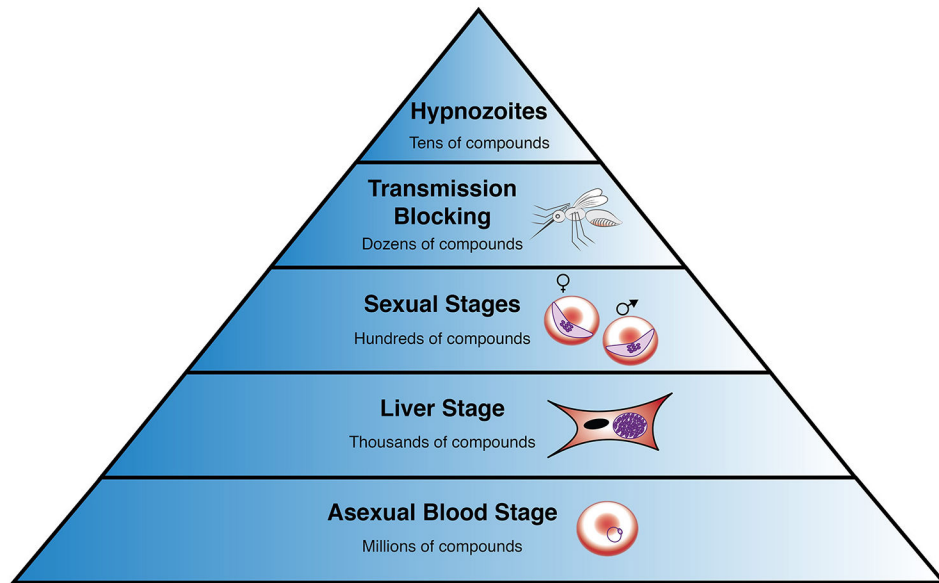 Hypnozoites
Tens of compounds
Transmission
Blocking
Dozens of compounds
Sexual Stages
Hundreds of compounds
♀
♂
Liver Stage
Thousands of compounds
Asexual Blood Stage
Millions of compounds